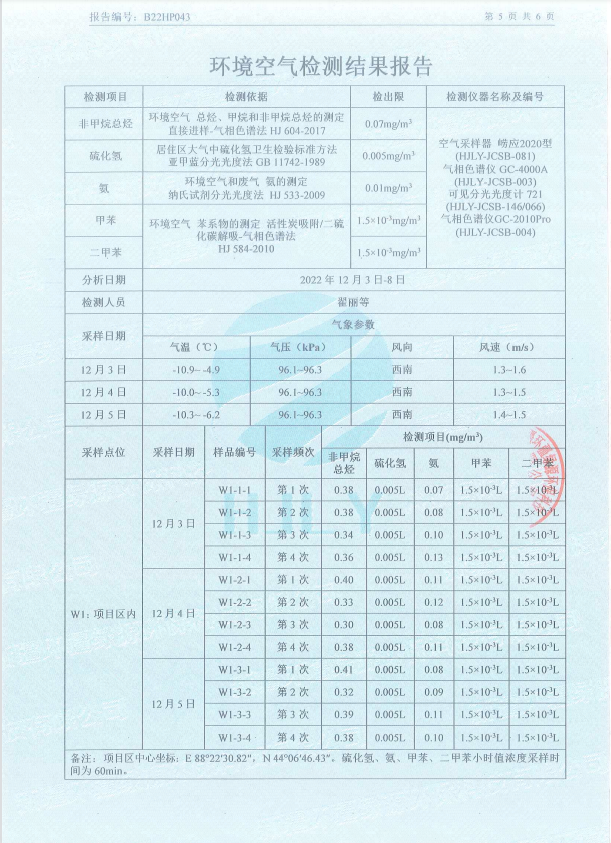 报告编号：B22HP043
第 5 页 共 6 页
环境空气检测结果报告
检测项目 检测依据 检出限 检测仪器名称及编号
非甲烷总烃 环境空气 总烃、甲烷和非甲烷总烃的测定 直接进样-气相色谱法 HJ 604-2017 0.07mg/m³
硫化氢 居住区大气中硫化氢卫生检验标准方法 亚甲蓝分光光度法 GB 11742-1989 0.005mg/m³
氨 环境空气和废气 氨的测定 纳氏试剂分光光度法 HJ 533-2009 0.01mg/m³
甲苯 环境空气 苯系物的测定 活性炭吸附/二硫化碳解吸-气相色谱法 HJ 584-2010 1.5×10⁻³mg/m³
二甲苯 1.5×10⁻³mg/m³
空气采样器 崂应2020型
(HJLY-JCSB-081)
气相色谱仪 GC-4000A
(HJLY-JCSB-003)
可见分光光度计 721
(HJLY-JCSB-146/066)
气相色谱仪GC-2010Pro
(HJLY-JCSB-004)
分析日期 2022 年 12 月 3 日-8 日
检测人员 翟丽等
采样日期 气象参数
气温（℃） 气压（kPa） 风向 风速（m/s）
12 月 3 日 -10.9~ -4.9 96.1~96.3 西南 1.3~1.6
12 月 4 日 -10.0~ -5.3 96.1~96.3 西南 1.3~1.5
12 月 5 日 -10.3~ -6.2 96.1~96.3 西南 1.4~1.5
采样点位 采样日期 样品编号 采样频次 检测项目(mg/m³)
非甲烷总烃 硫化氢 氨 甲苯 二甲苯
W1：项目区内
12 月 3 日
W1-1-1 第 1 次 0.38 0.005L 0.07 1.5×10⁻³L 1.5×10⁻³L
W1-1-2 第 2 次 0.38 0.005L 0.08 1.5×10⁻³L 1.5×10⁻³L
W1-1-3 第 3 次 0.34 0.005L 0.10 1.5×10⁻³L 1.5×10⁻³L
W1-1-4 第 4 次 0.36 0.005L 0.13 1.5×10⁻³L 1.5×10⁻³L
12 月 4 日
W1-2-1 第 1 次 0.40 0.005L 0.11 1.5×10⁻³L 1.5×10⁻³L
W1-2-2 第 2 次 0.33 0.005L 0.12 1.5×10⁻³L 1.5×10⁻³L
W1-2-3 第 3 次 0.30 0.005L 0.08 1.5×10⁻³L 1.5×10⁻³L
W1-2-4 第 4 次 0.38 0.005L 0.11 1.5×10⁻³L 1.5×10⁻³L
12 月 5 日
W1-3-1 第 1 次 0.41 0.005L 0.08 1.5×10⁻³L 1.5×10⁻³L
W1-3-2 第 2 次 0.32 0.005L 0.09 1.5×10⁻³L 1.5×10⁻³L
W1-3-3 第 3 次 0.39 0.005L 0.11 1.5×10⁻³L 1.5×10⁻³L
W1-3-4 第 4 次 0.38 0.005L 0.10 1.5×10⁻³L 1.5×10⁻³L
备注：项目区中心坐标：E 88°22′30.82″，N 44°06′46.43″。硫化氢、氨、甲苯、二甲苯小时值浓度采样时
间为 60min。
HJLY